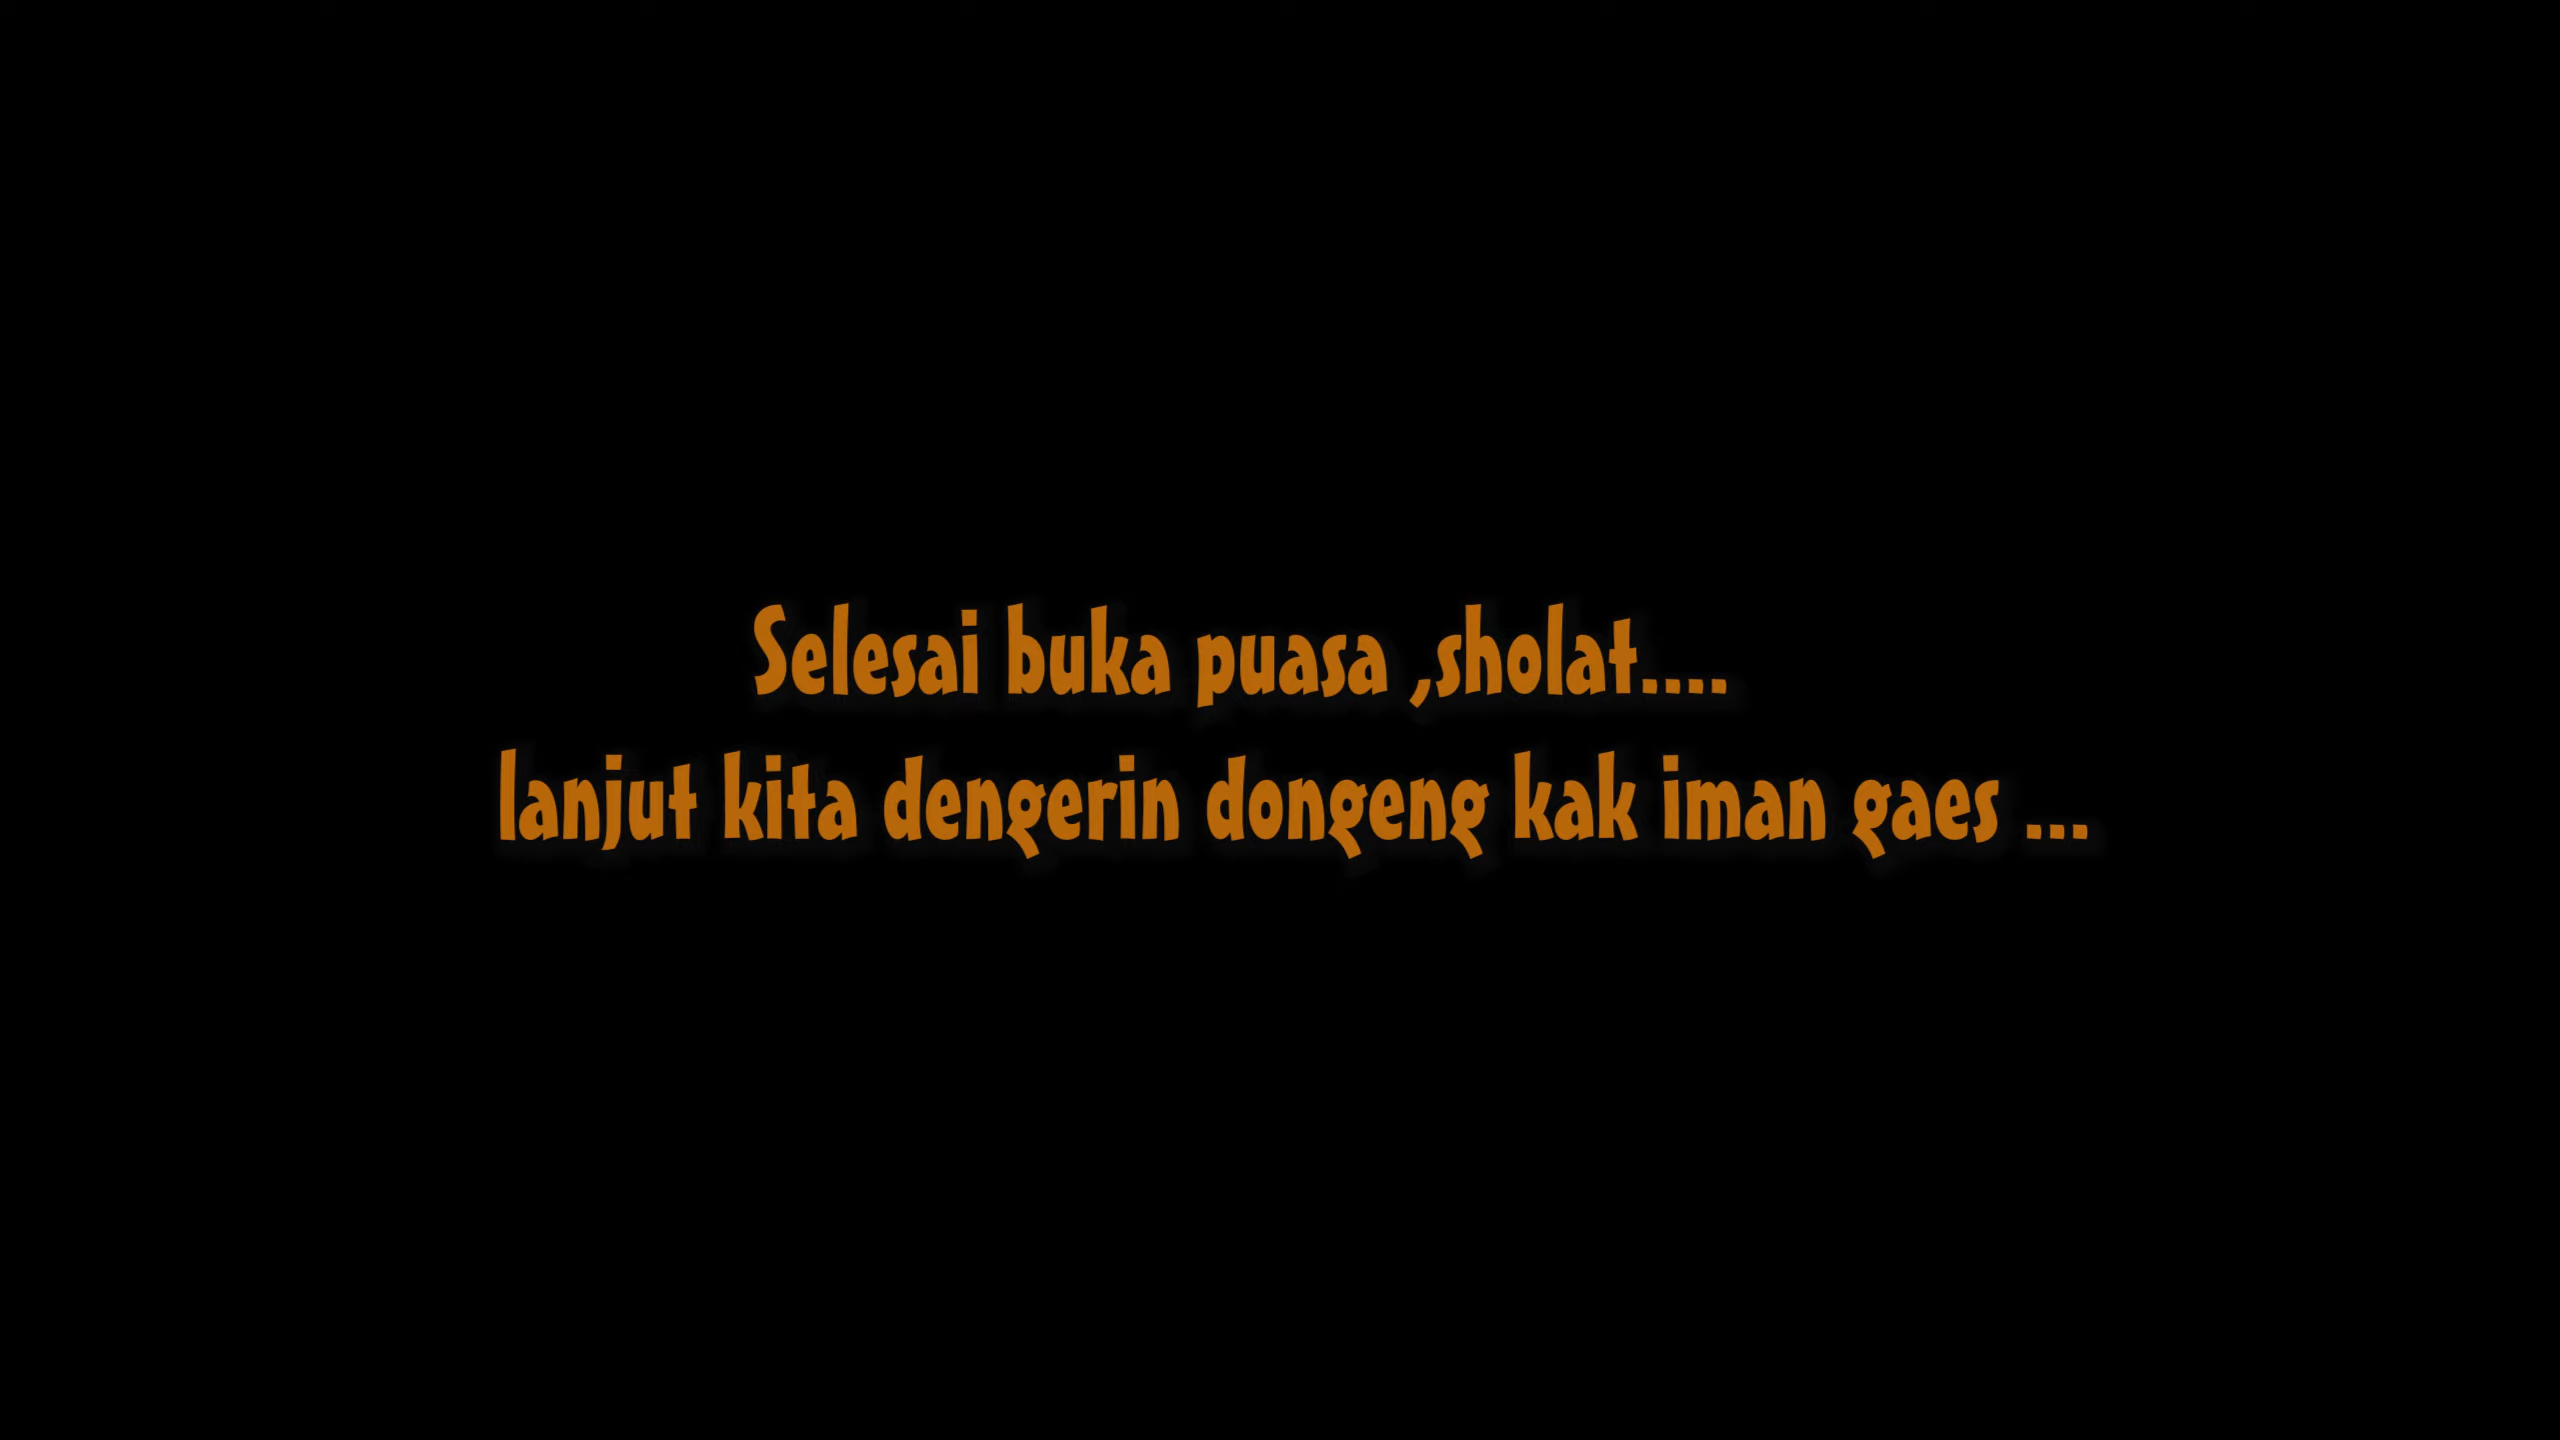 Selesai buka puasa ,sholat....
lanjut kita dengerin dongeng kak iman gaes ...